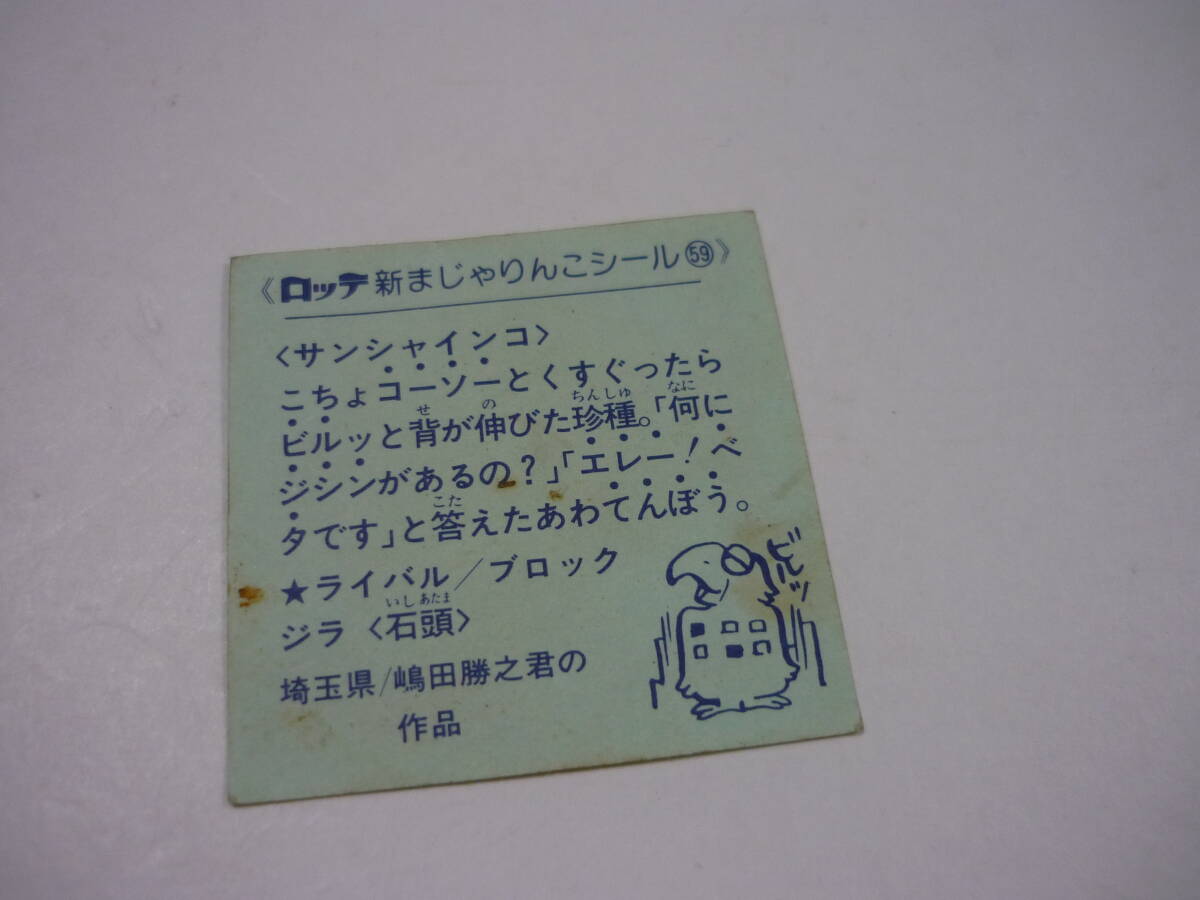 《ロッテ 新まじゃりんこシール㊾》
〈サンシャインコ〉
こちょコーソーとくすぐったら
ビルッと背が伸びた珍種。「何に
ジシンがあるの？」「エレー！ベ
タです」と答えたあわてんぼう。
★ライバル／ブロック
ジラ〈石頭〉
埼玉県/嶋田勝之君の
作品
ビルッ